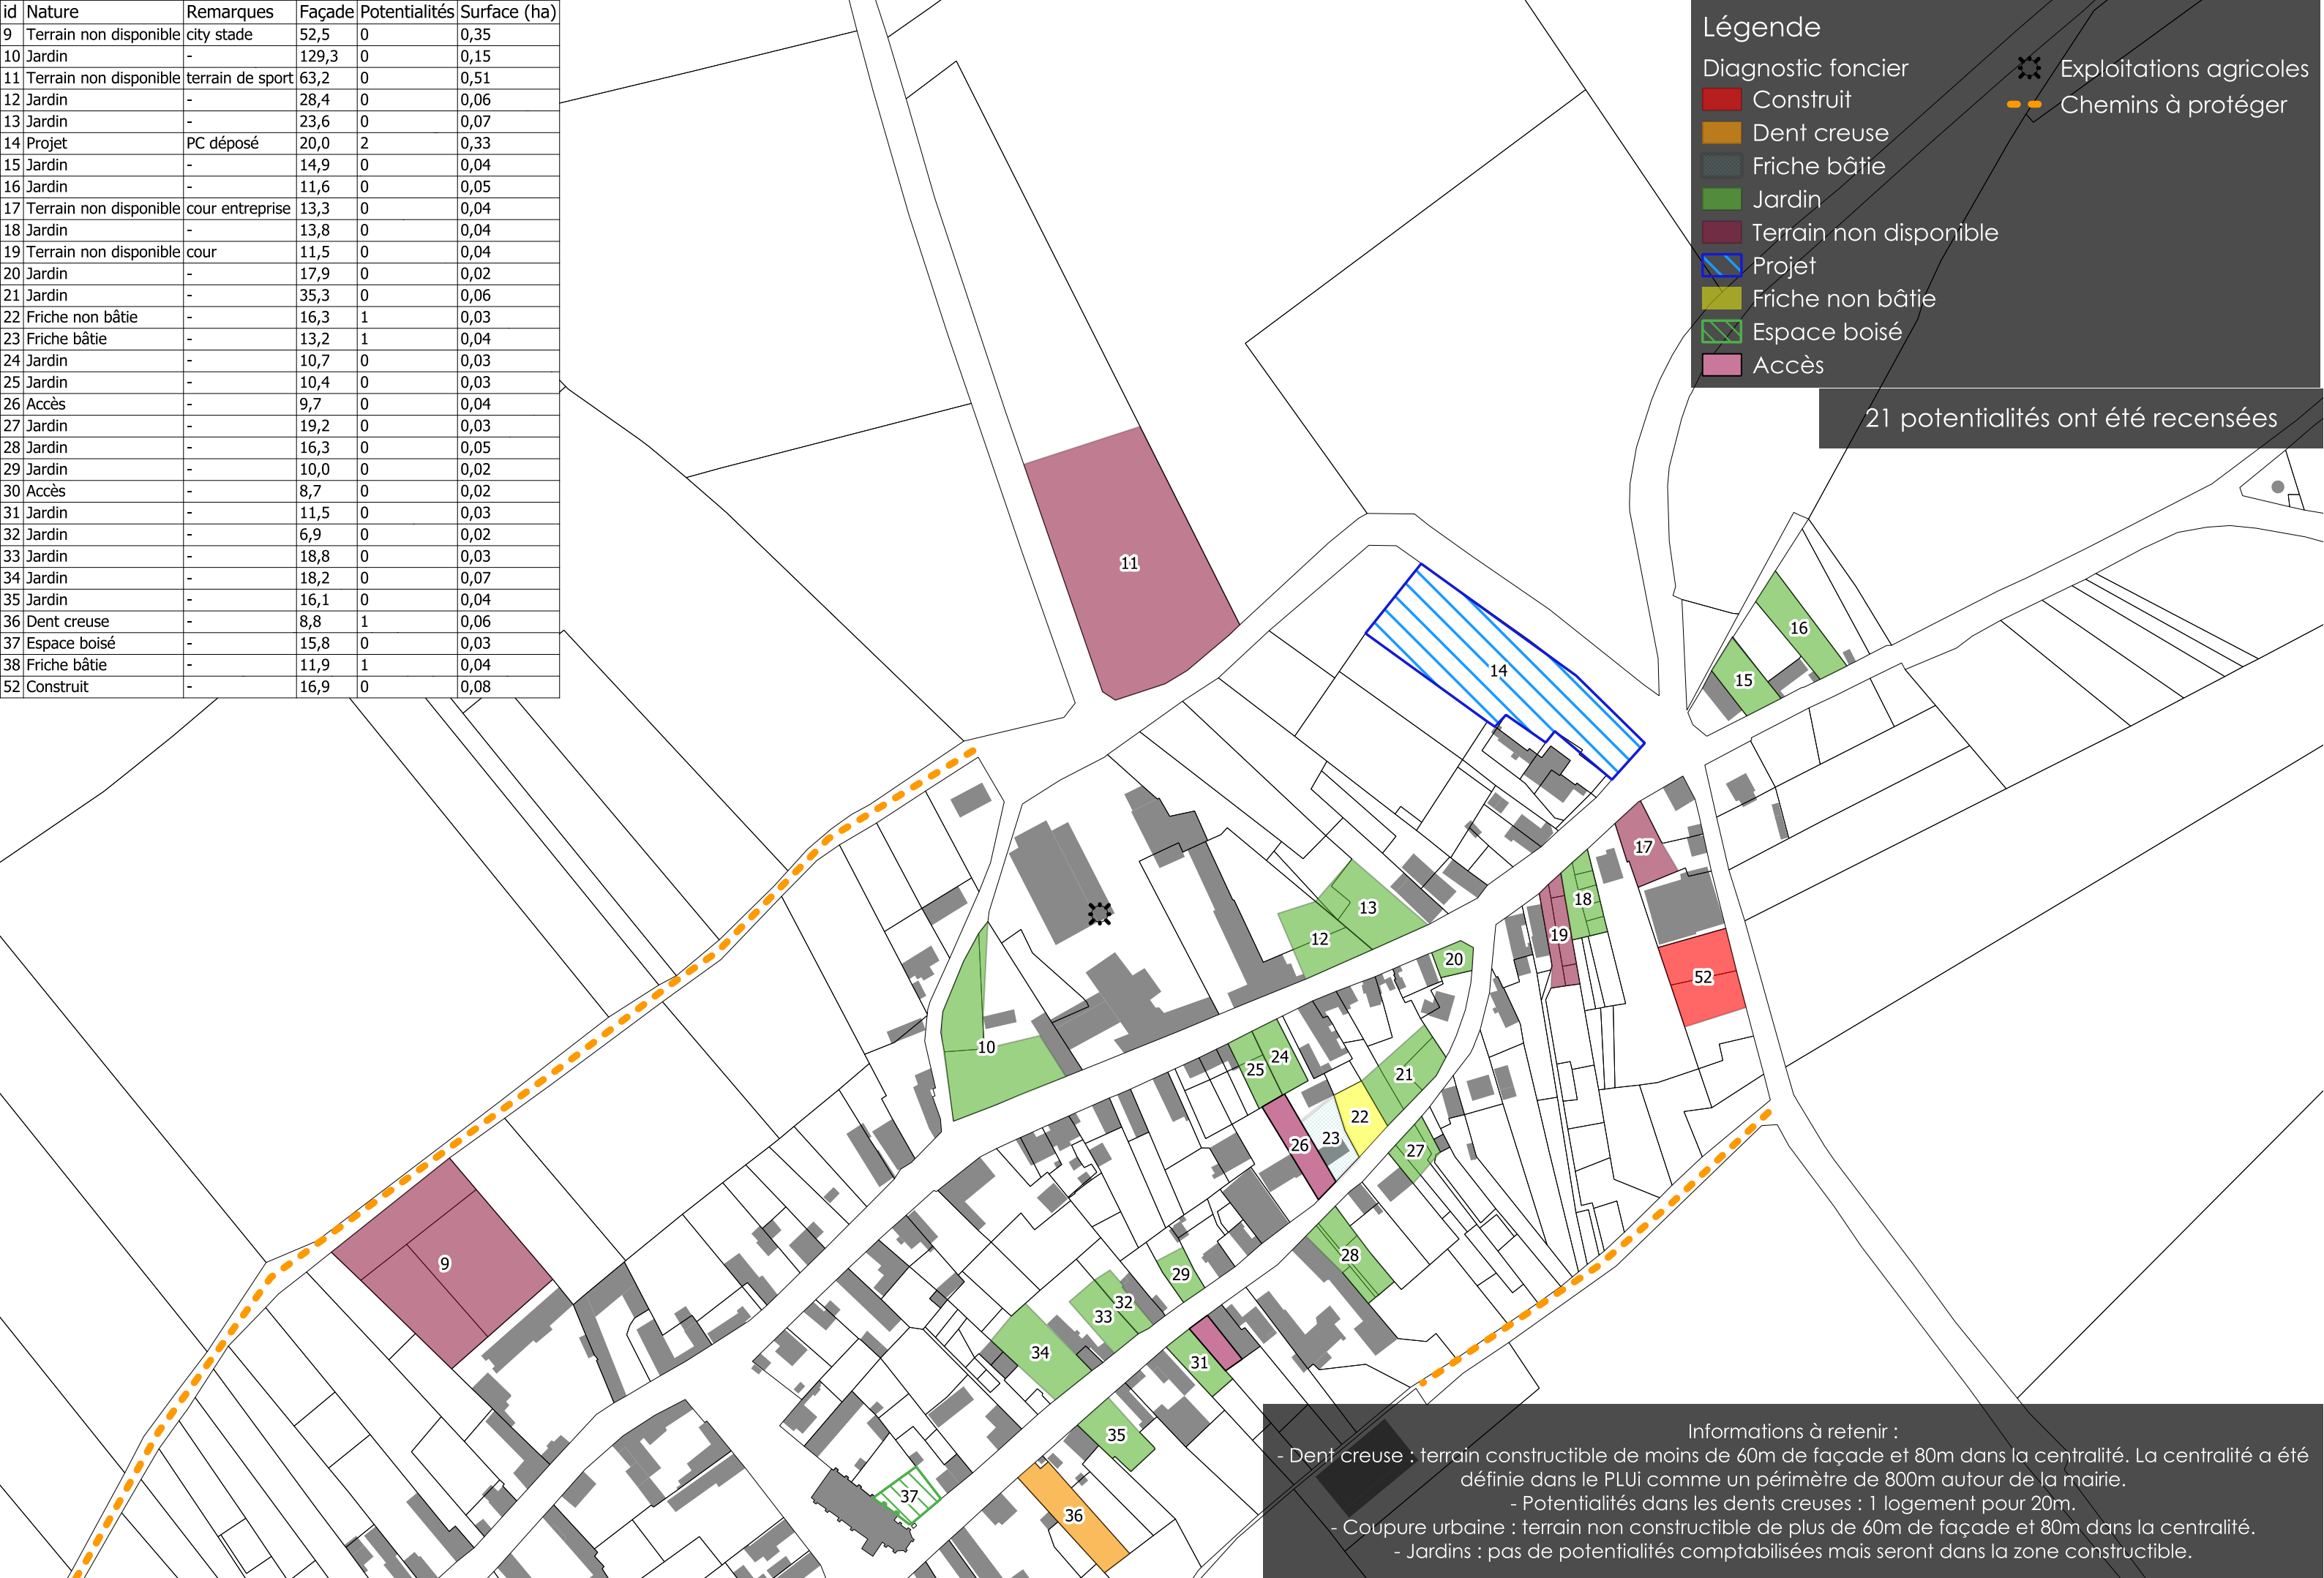 id Nature Remarques Façade Potentialités Surface (ha)
9 Terrain non disponible city stade 52,5 0 0,35
10 Jardin - 129,3 0 0,15
11 Terrain non disponible terrain de sport 63,2 0 0,51
12 Jardin - 28,4 0 0,06
13 Jardin - 23,6 0 0,07
14 Projet PC déposé 20,0 2 0,33
15 Jardin - 14,9 0 0,04
16 Jardin - 11,6 0 0,05
17 Terrain non disponible cour entreprise 13,3 0 0,04
18 Jardin - 13,8 0 0,04
19 Terrain non disponible cour 11,5 0 0,04
20 Jardin - 17,9 0 0,02
21 Jardin - 35,3 0 0,06
22 Friche non bâtie - 16,3 1 0,03
23 Friche bâtie - 13,2 1 0,04
24 Jardin - 10,7 0 0,03
25 Jardin - 10,4 0 0,03
26 Accès - 9,7 0 0,04
27 Jardin - 19,2 0 0,03
28 Jardin - 16,3 0 0,05
29 Jardin - 10,0 0 0,02
30 Accès - 8,7 0 0,02
31 Jardin - 11,5 0 0,03
32 Jardin - 6,9 0 0,02
33 Jardin - 18,8 0 0,03
34 Jardin - 18,2 0 0,07
35 Jardin - 16,1 0 0,04
36 Dent creuse - 8,8 1 0,06
37 Espace boisé - 15,8 0 0,03
38 Friche bâtie - 11,9 1 0,04
52 Construit - 16,9 0 0,08
Légende
Diagnostic foncier
Construit
Dent creuse
Friche bâtie
Jardin
Terrain non disponible
Projet
Friche non bâtie
Espace boisé
Accès
Exploitations agricoles
Chemins à protéger
21 potentialités ont été recensées
11
16
14
15
17
18
13
19
12
20
52
10
24
25
21
22
23
26
27
28
9
29
32
33
34
31
35
37
36
Informations à retenir :
- Dent creuse : terrain constructible de moins de 60m de façade et 80m dans la centralité. La centralité a été
définie dans le PLUi comme un périmètre de 800m autour de la mairie.
- Potentialités dans les dents creuses : 1 logement pour 20m.
- Coupure urbaine : terrain non constructible de plus de 60m de façade et 80m dans la centralité.
- Jardins : pas de potentialités comptabilisées mais seront dans la zone constructible.